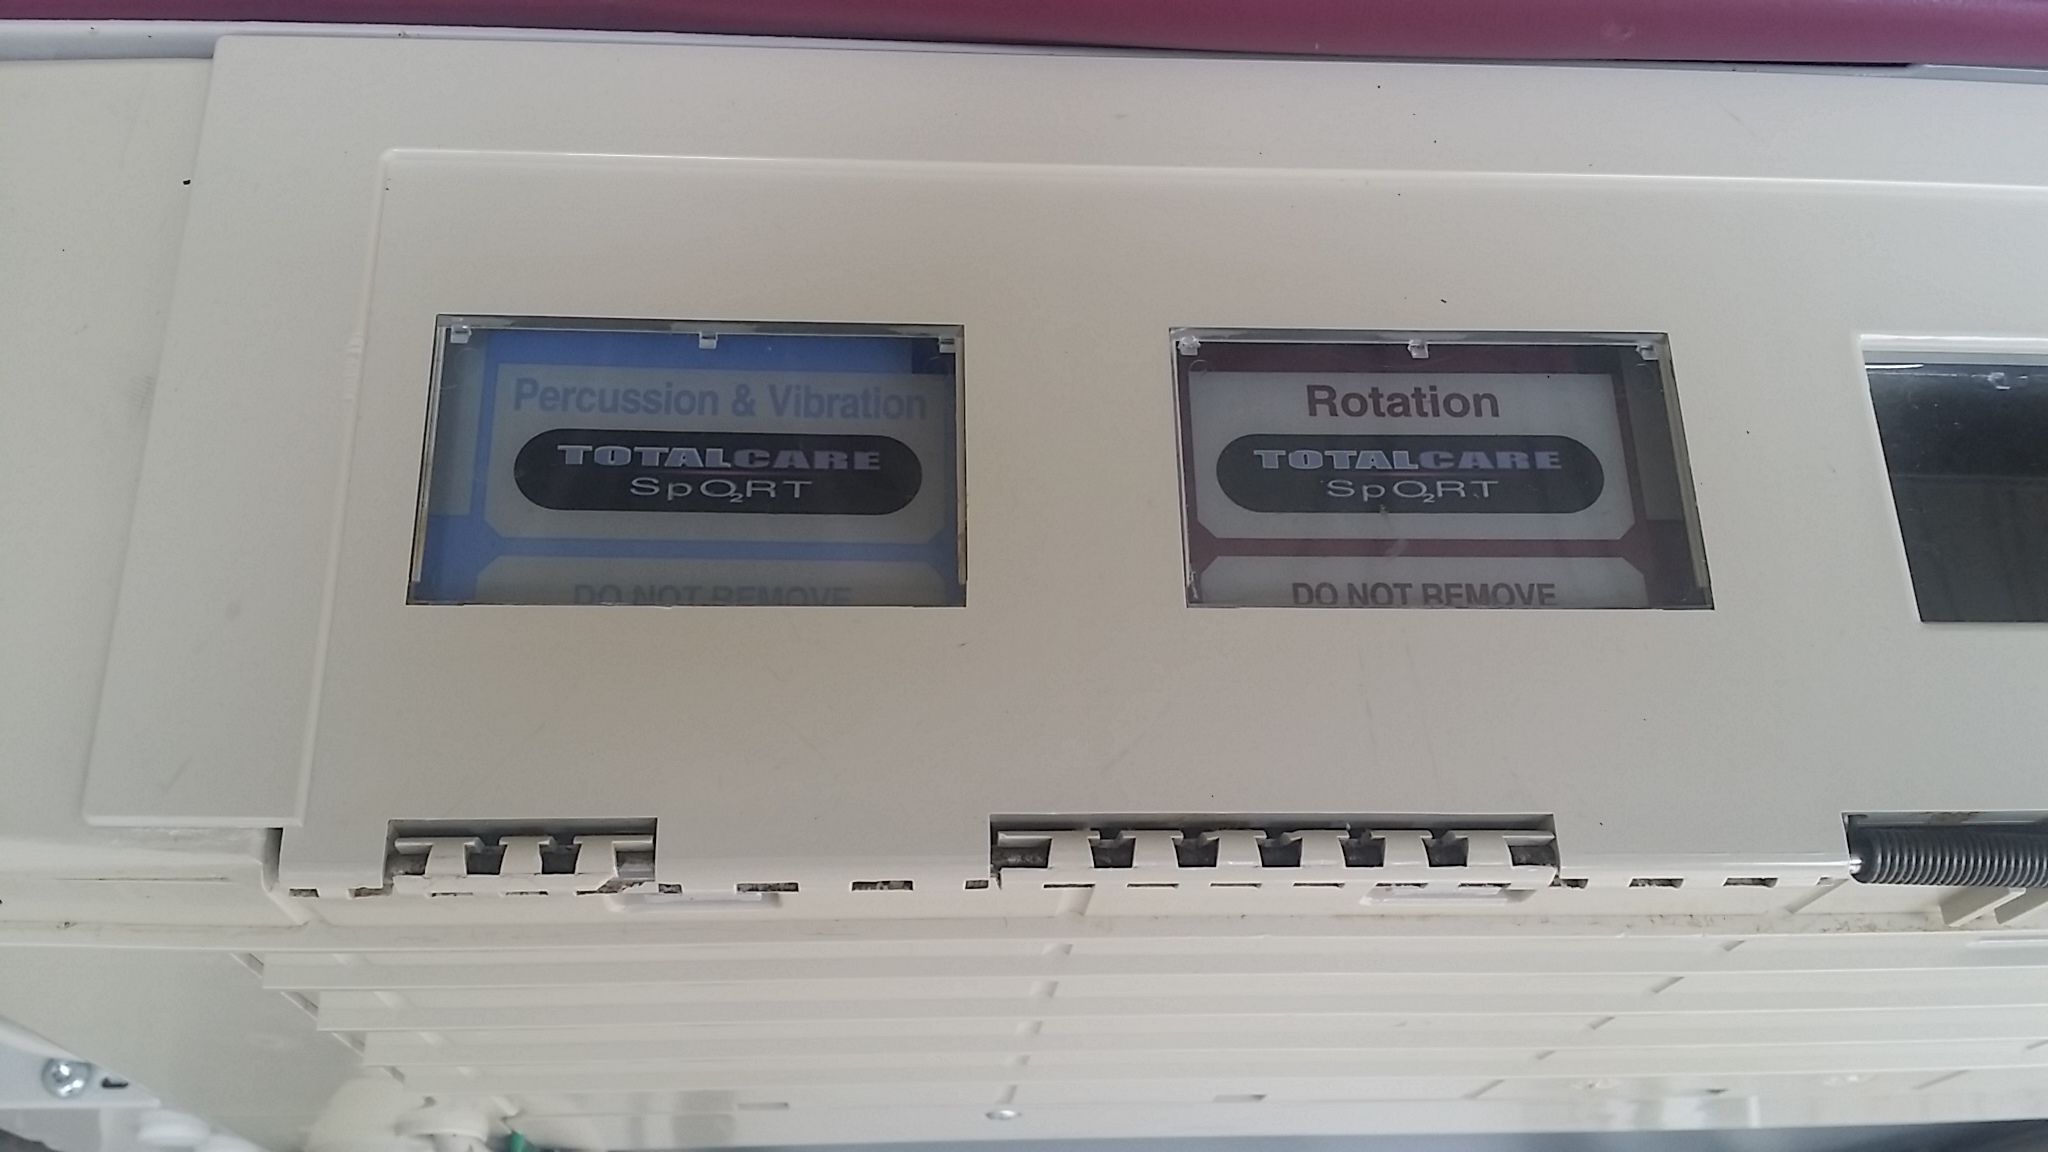 Percussion & Vibration
TOTALCARE
SpO₂RT
DO NOT REMOVE
Rotation
TOTALCARE
SpO₂RT
DO NOT REMOVE